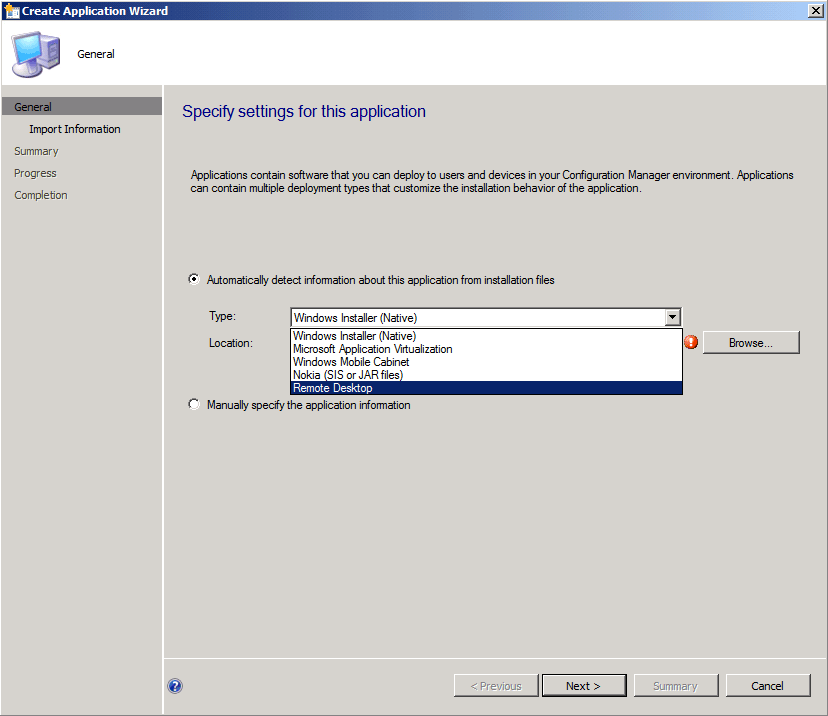 Create Application Wizard
General
General
Import Information
Summary
Progress
Completion
Specify settings for this application
Applications contain software that you can deploy to users and devices in your Configuration Manager environment. Applications
can contain multiple deployment types that customize the installation behavior of the application.
Automatically detect information about this application from installation files
Type:
Windows Installer (Native)
Windows Installer (Native)
Microsoft Application Virtualization
Windows Mobile Cabinet
Nokia (SIS or JAR files)
Remote Desktop
Location:
Browse...
Manually specify the application information
< Previous
Next >
Summary
Cancel